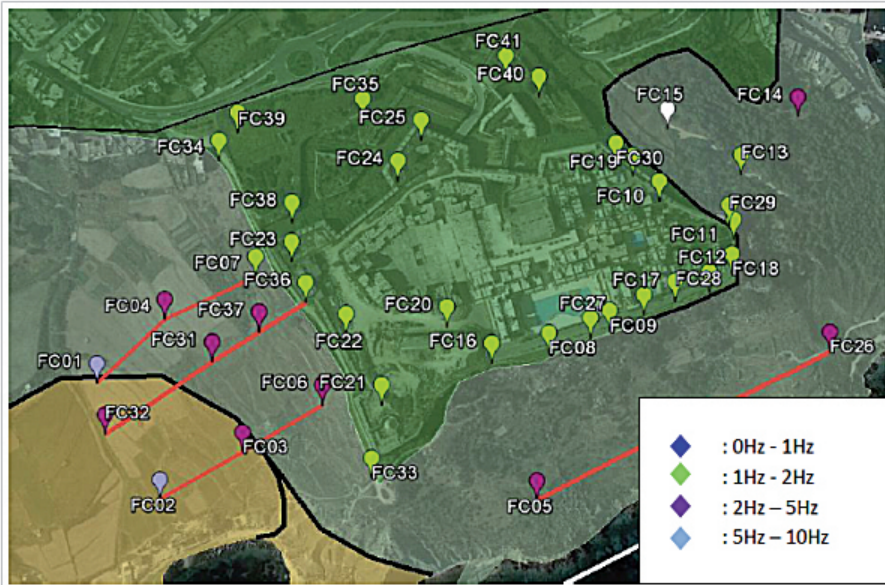 FC41
FC40
FC35
FC25
FC15
FC14
FC39
FC34
FC24
FC19
FC30
FC13
FC10
FC38
FC29
FC23
FC11
FC07
FC36
FC12
FC18
FC28
FC17
FC04
FC37
FC20
FC27
FC09
FC31
FC22
FC16
FC08
FC26
FC01
FC06
FC21
FC32
FC03
FC33
FC02
FC05
: 0Hz - 1Hz
: 1Hz - 2Hz
: 2Hz – 5Hz
: 5Hz – 10Hz